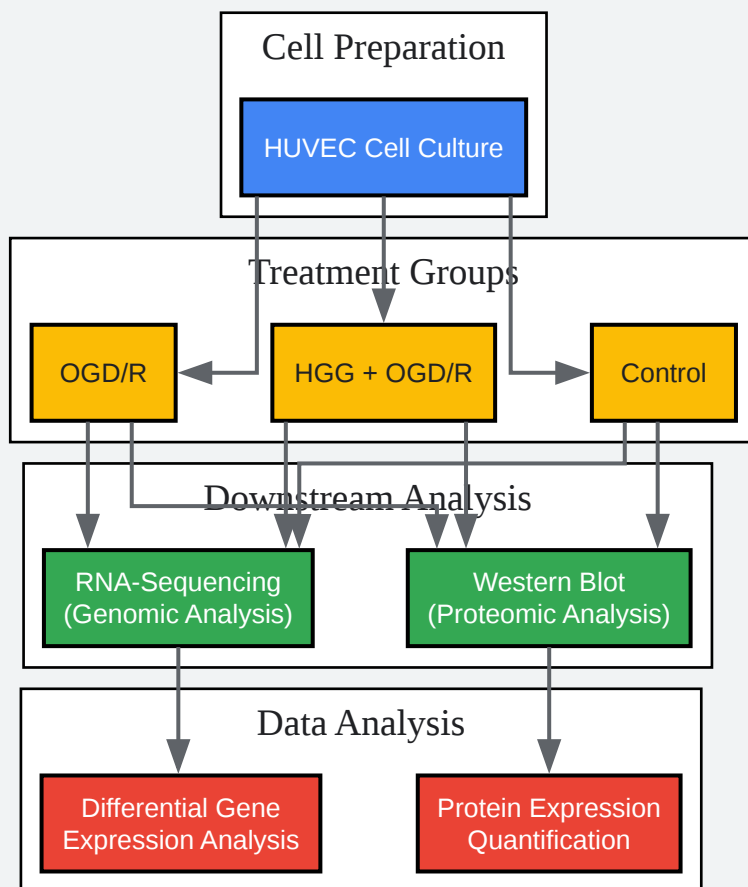 Cell Preparation
HUVEC Cell Culture
Treatment Groups
OGD/R
HGG + OGD/R
Control
Downstream Analysis
RNA-Sequencing
(Genomic Analysis)
Western Blot
(Proteomic Analysis)
Data Analysis
Differential Gene
Expression Analysis
Protein Expression
Quantification